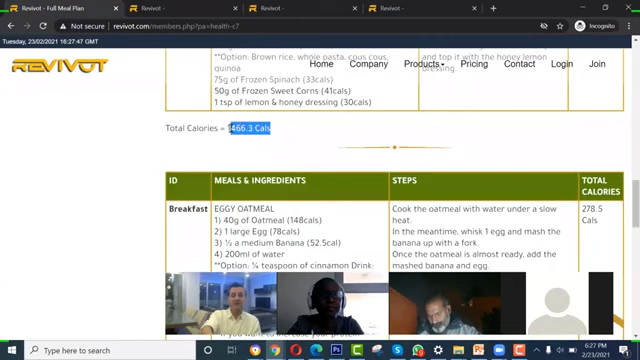 Revivot - Full Meal Plan
Revivot -
Revivot -
Revivot -
Not secure
revivot.com/members.php?pa=health-c7
Incognito
Tuesday, 23/02/2021 - 16:27:47
REVIVOT
Home Company Products Pricing Contact Location Join
**Option: Brown rice, whole pasta, cous cous,
quinoa
75g of Frozen Spinach (33cals)
50g of Frozen Sweet Corns (41cals)
1 tsp of lemon & honey dressing (30cals)
and top it with the honey lemon
dressing.
Total Calories = 1466.3 Cals
ID
MEALS & INGREDIENTS
STEPS
TOTAL
CALORIES
Breakfast
EGGY OATMEAL
1) 40g of Oatmeal (148cals)
2) 1 large Egg (78cals)
3) ½ a medium Banana (52.5cal)
4) 200ml of water
**Option: ¼ teaspoon of cinnamon Drink:
Cook the oatmeal with water under a slow
heat.
In the meantime, whisk 1 egg and mash the
banana up with a fork.
Once the oatmeal is almost ready, add the
mashed banana and egg.
278.5
Cals
Type here to search
6:27 PM
2/23/2021